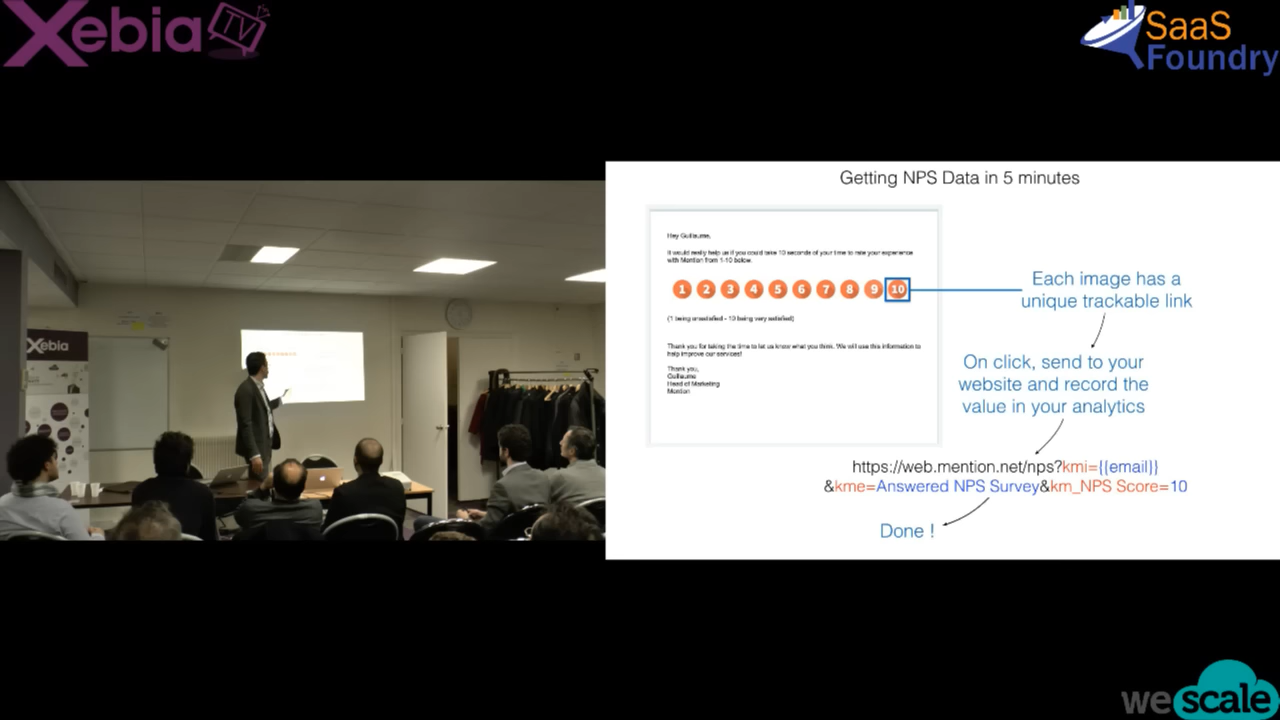 Xebia TV
SaaS
Foundry
Getting NPS Data in 5 minutes
Hey Guillaume,
It would really help us if you could take 10 seconds of your time to rate your experience
with Mention from 1-10 below.
1 2 3 4 5 6 7 8 9 10
(1 being unsatisfied - 10 being very satisfied)
Thank you for taking the time to let us know what you think. We will use this information to
help improve our services!
Thank you,
Guillaume
Head of Marketing
Mention
Each image has a
unique trackable link
On click, send to your
website and record the
value in your analytics
https://web.mention.net/nps?kmi={{email}}
&kme=Answered NPS Survey&km_NPS Score=10
Done !
Xebia
wescale